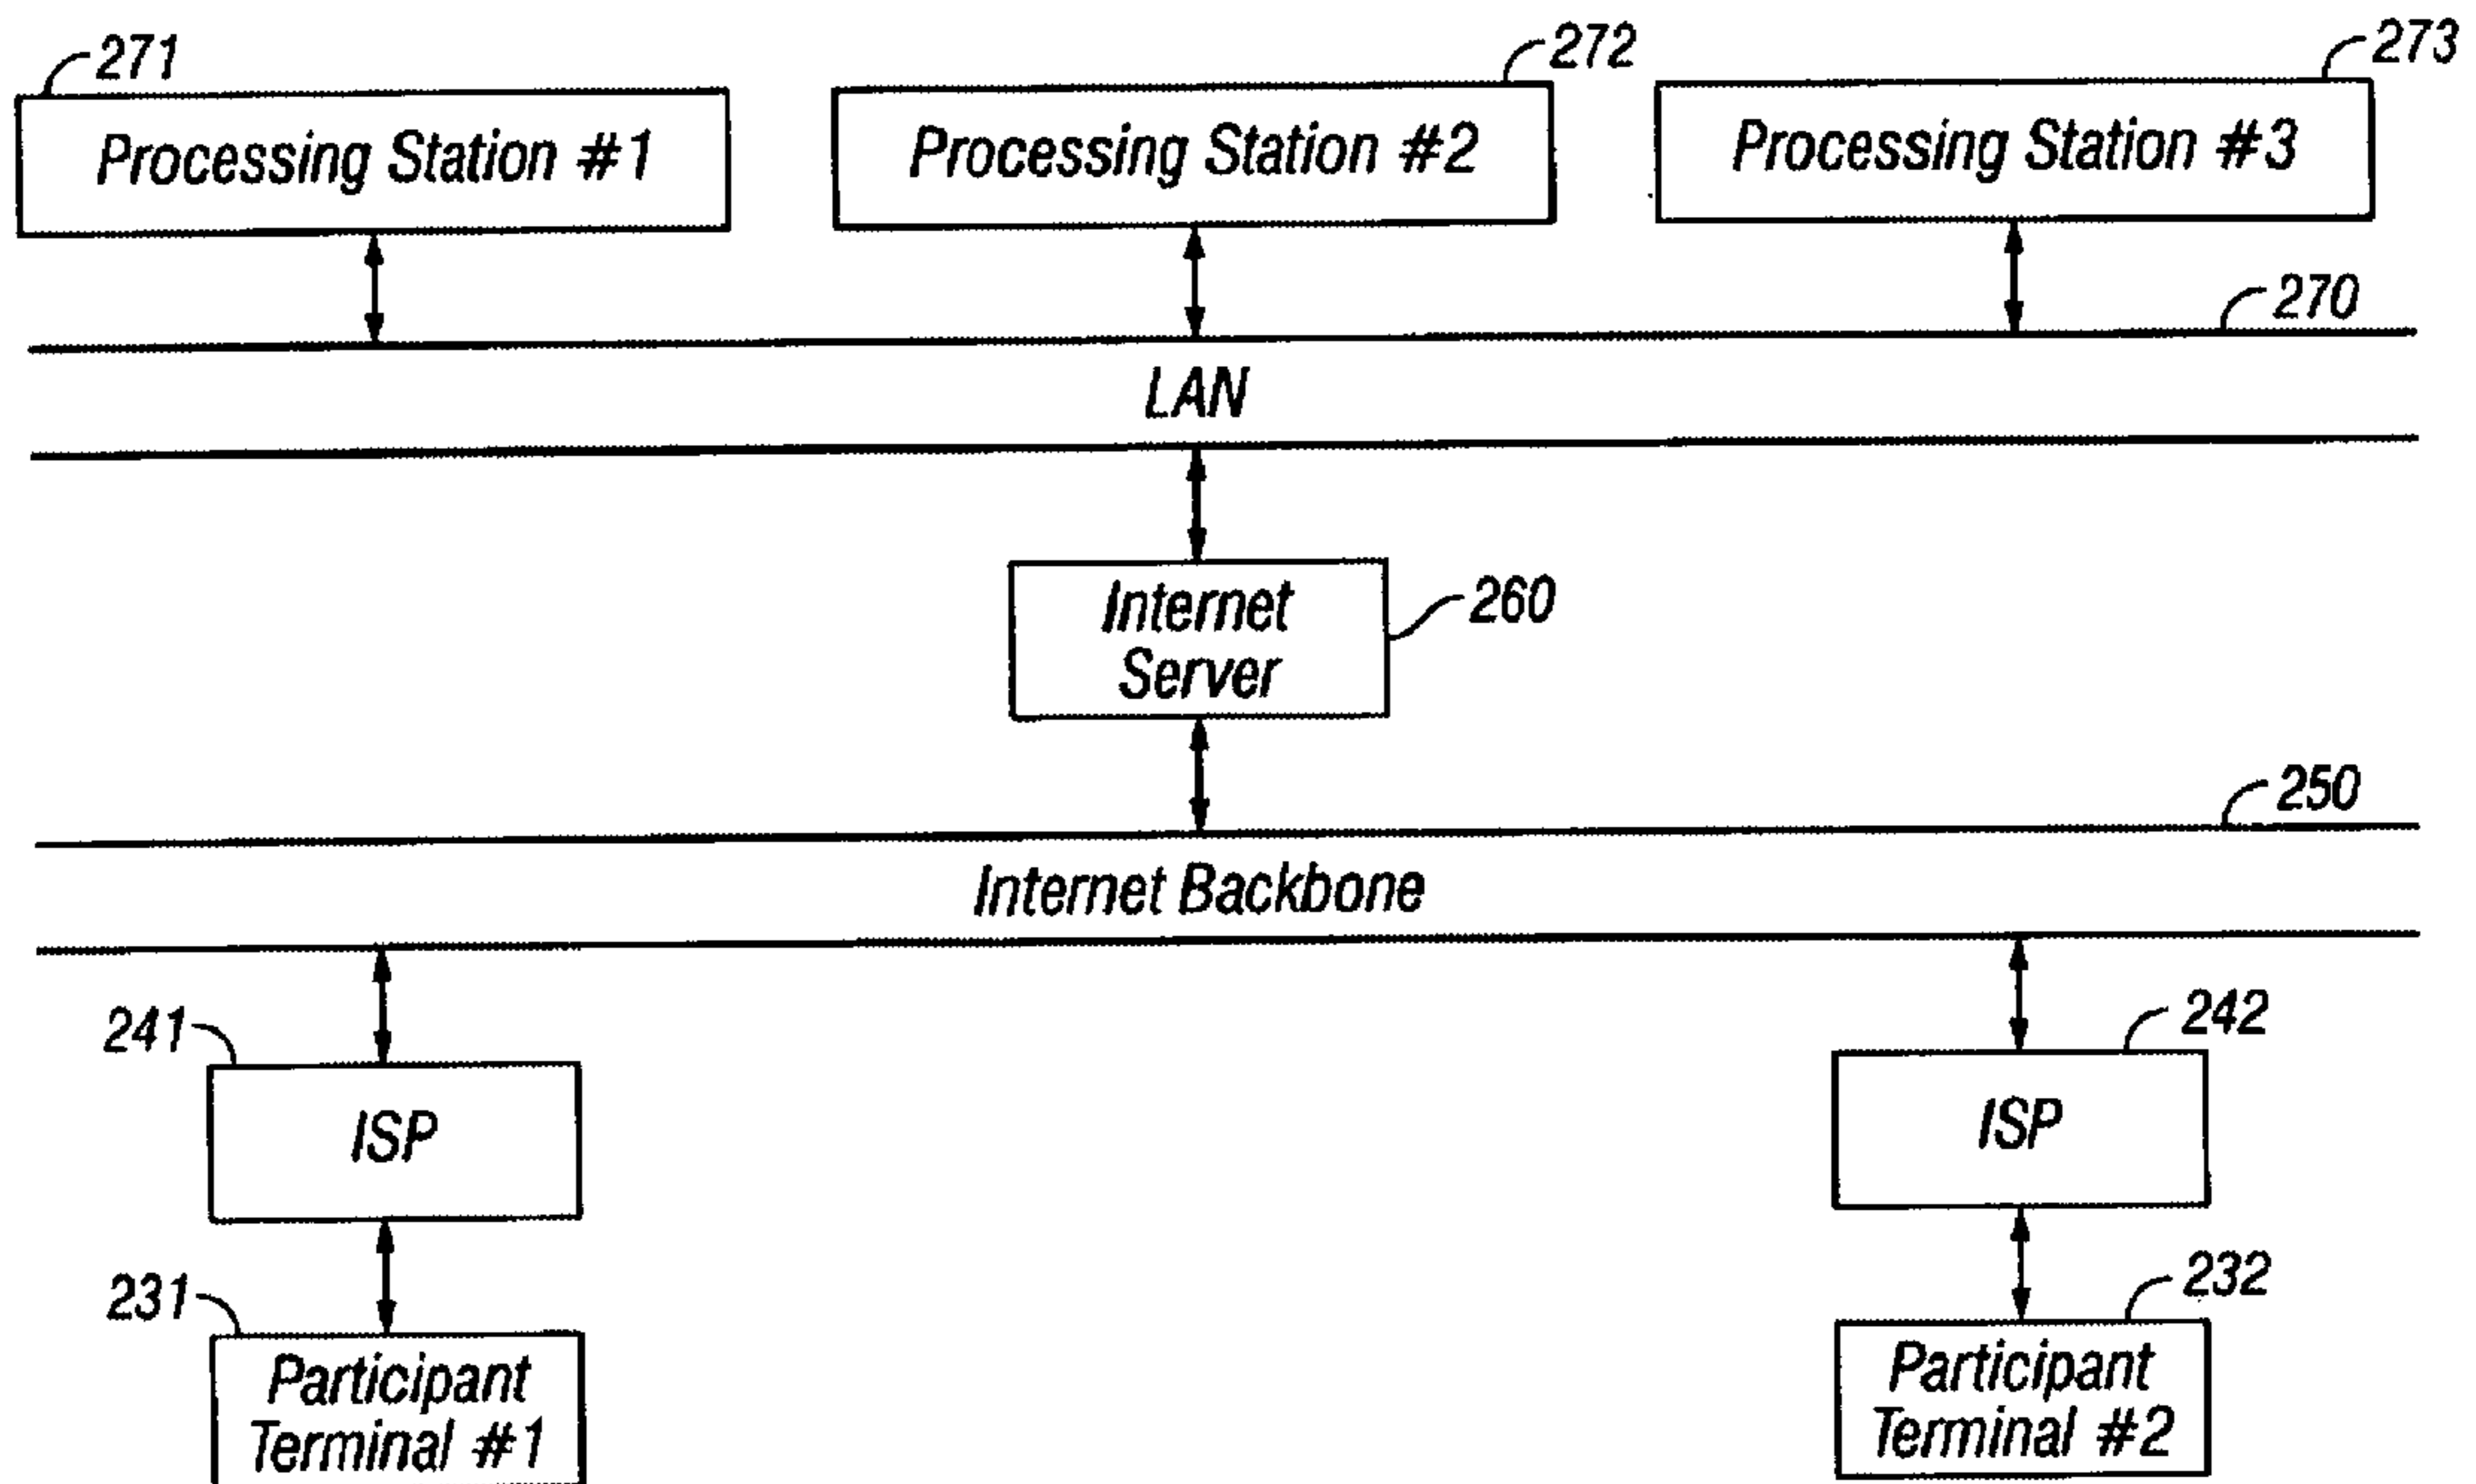 271
272
273
Processing Station #1
Processing Station #2
Processing Station #3
270
LAN
Internet
Server
260
250
Internet Backbone
241
242
ISP
ISP
231
232
Participant
Terminal #1
Participant
Terminal #2